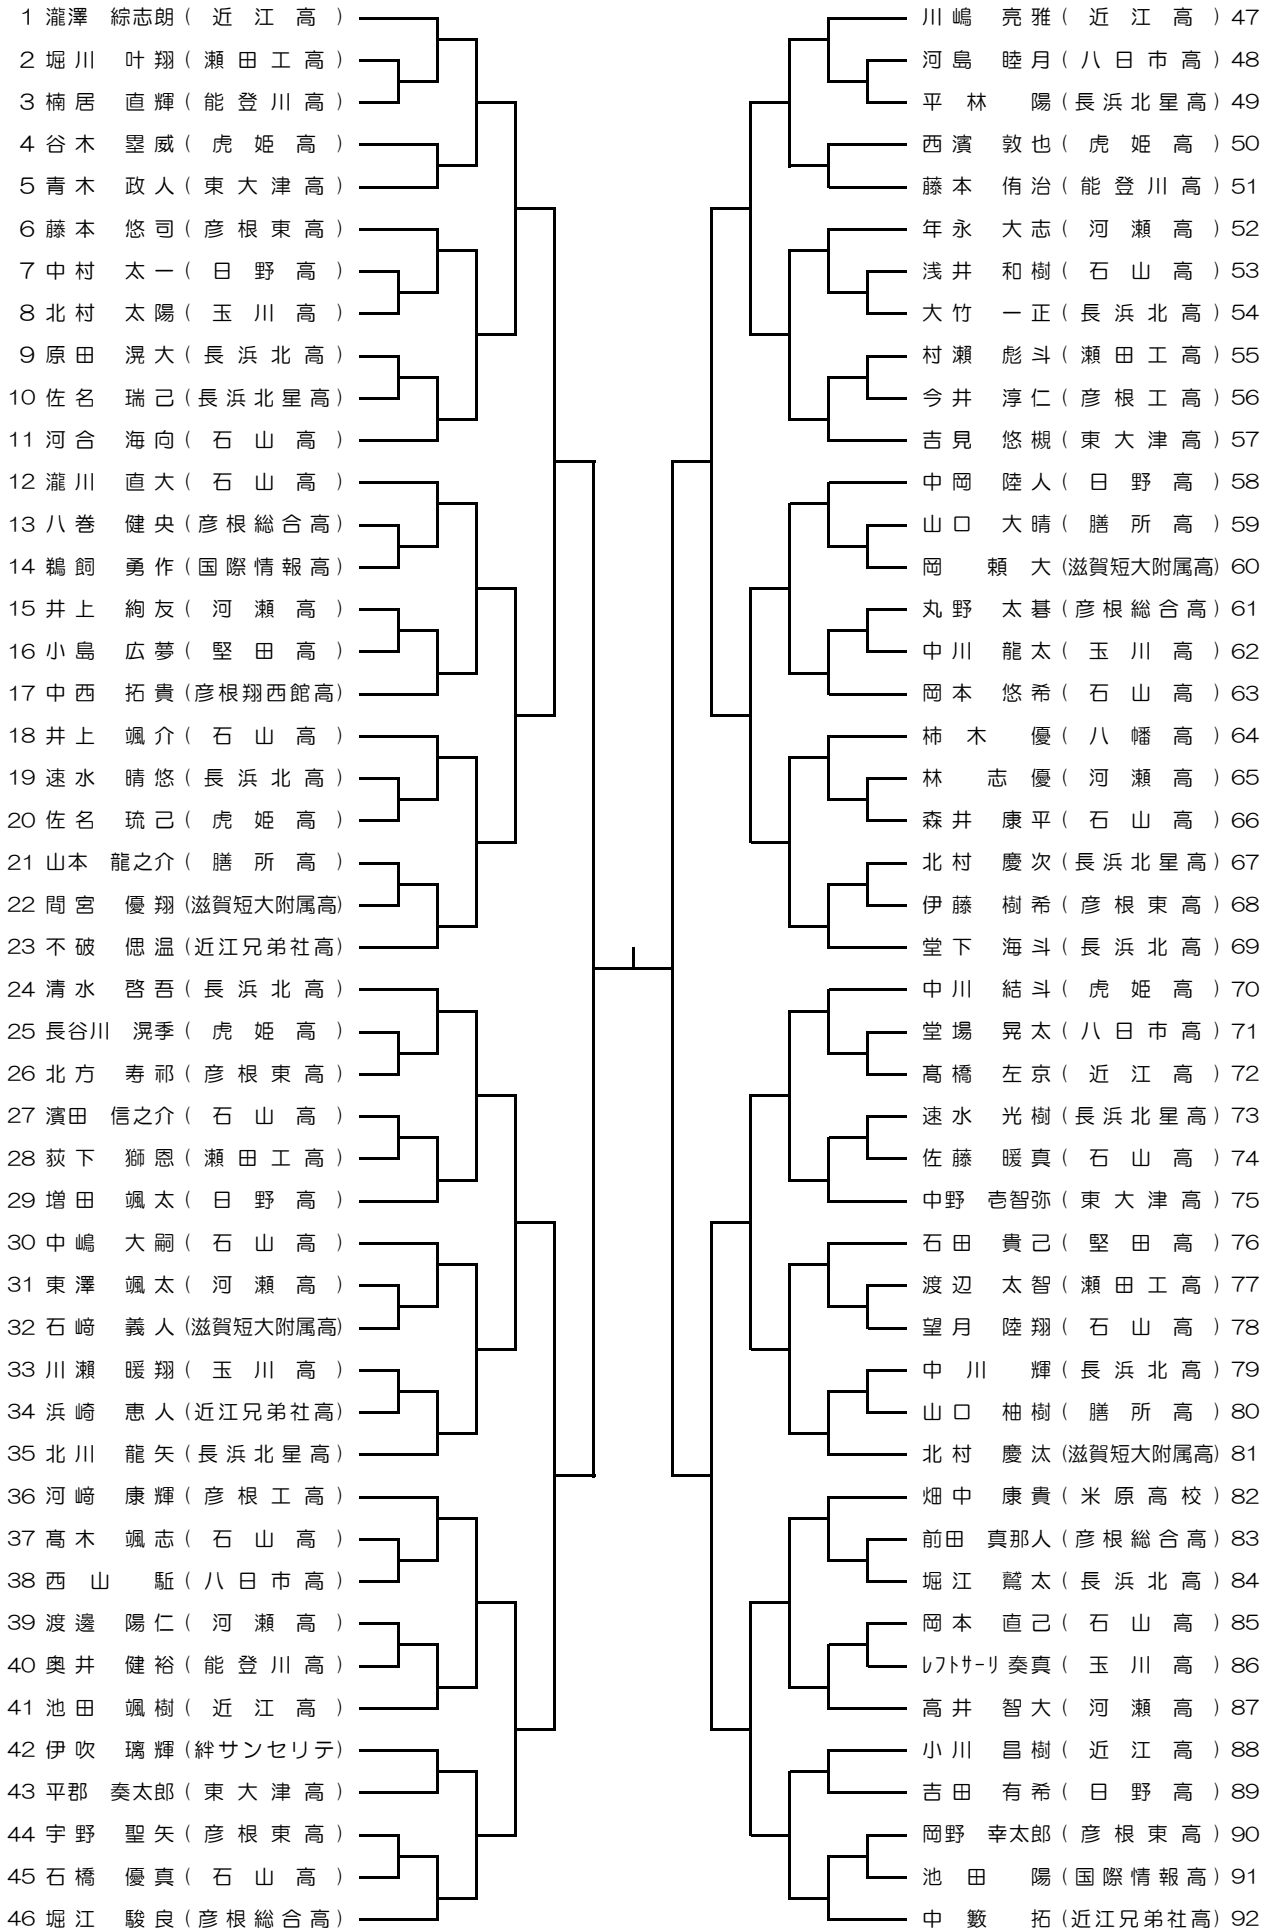 1 瀧澤 綜志朗 ( 近江高 )
2 堀川 叶翔 ( 瀬田工高 )
3 楠居 直輝 ( 能登川高 )
4 谷木 塁威 ( 虎姫高 )
5 青木 政人 ( 東大津高 )
6 藤本 悠司 ( 彦根東高 )
7 中村 太一 ( 日野高 )
8 北村 太陽 ( 玉川高 )
9 原田 滉大 ( 長浜北高 )
10 佐名 瑞己 ( 長浜北星高 )
11 河合 海向 ( 石山高 )
12 瀧川 直大 ( 石山高 )
13 八巻 健央 ( 彦根総合高 )
14 鵜飼 勇作 ( 国際情報高 )
15 井上 絢友 ( 河瀬高 )
16 小島 広夢 ( 堅田高 )
17 中西 拓貴 ( 彦根翔西館高 )
18 井上 颯介 ( 石山高 )
19 速水 晴悠 ( 長浜北高 )
20 佐名 琉己 ( 虎姫高 )
21 山本 龍之介 ( 膳所高 )
22 間宮 優翔 (滋賀短大附属高)
23 不破 偲温 ( 近江兄弟社高 )
24 清水 啓吾 ( 長浜北高 )
25 長谷川 滉季 ( 虎姫高 )
26 北方 寿祁 ( 彦根東高 )
27 濱田 信之介 ( 石山高 )
28 荻下 獅恩 ( 瀬田工高 )
29 増田 颯太 ( 日野高 )
30 中嶋 大嗣 ( 石山高 )
31 東澤 颯太 ( 河瀬高 )
32 石﨑 義人 (滋賀短大附属高)
33 川瀬 暖翔 ( 玉川高 )
34 浜崎 恵人 ( 近江兄弟社高 )
35 北川 龍矢 ( 長浜北星高 )
36 河﨑 康輝 ( 彦根工高 )
37 髙木 颯志 ( 石山高 )
38 西山 駈 ( 八日市高 )
39 渡邊 陽仁 ( 河瀬高 )
40 奥井 健裕 ( 能登川高 )
41 池田 颯樹 ( 近江高 )
42 伊吹 璃輝 ( 絆サンセリテ )
43 平郡 奏太郎 ( 東大津高 )
44 宇野 聖矢 ( 彦根東高 )
45 石橋 優真 ( 石山高 )
46 堀江 駿良 ( 彦根総合高 )
川嶋 亮雅 ( 近江高 ) 47
河島 睦月 ( 八日市高 ) 48
平林 陽 ( 長浜北星高 ) 49
西濱 敦也 ( 虎姫高 ) 50
藤本 侑治 ( 能登川高 ) 51
年永 大志 ( 河瀬高 ) 52
浅井 和樹 ( 石山高 ) 53
大竹 一正 ( 長浜北高 ) 54
村瀬 彪斗 ( 瀬田工高 ) 55
今井 淳仁 ( 彦根工高 ) 56
吉見 悠槻 ( 東大津高 ) 57
中岡 陸人 ( 日野高 ) 58
山口 大晴 ( 膳所高 ) 59
岡 頼大 (滋賀短大附属高) 60
丸野 太碁 ( 彦根総合高 ) 61
中川 龍太 ( 玉川高 ) 62
岡本 悠希 ( 石山高 ) 63
柿木 優 ( 八幡高 ) 64
林 志優 ( 河瀬高 ) 65
森井 康平 ( 石山高 ) 66
北村 慶次 ( 長浜北星高 ) 67
伊藤 樹希 ( 彦根東高 ) 68
堂下 海斗 ( 長浜北高 ) 69
中川 結斗 ( 虎姫高 ) 70
堂場 晃太 ( 八日市高 ) 71
髙橋 左京 ( 近江高 ) 72
速水 光樹 ( 長浜北星高 ) 73
佐藤 暖真 ( 石山高 ) 74
中野 壱智弥 ( 東大津高 ) 75
石田 貴己 ( 堅田高 ) 76
渡辺 太智 ( 瀬田工高 ) 77
望月 陸翔 ( 石山高 ) 78
中川 輝 ( 長浜北高 ) 79
山口 柚樹 ( 膳所高 ) 80
北村 慶汰 (滋賀短大附属高) 81
畑中 康貴 ( 米原高校 ) 82
前田 真那人 ( 彦根総合高 ) 83
堀江 鷲太 ( 長浜北高 ) 84
岡本 直己 ( 石山高 ) 85
ﾚﾌﾄｻｰﾘ 奏真 ( 玉川高 ) 86
高井 智大 ( 河瀬高 ) 87
小川 昌樹 ( 近江高 ) 88
吉田 有希 ( 日野高 ) 89
岡野 幸太郎 ( 彦根東高 ) 90
池田 陽 ( 国際情報高 ) 91
中籔 拓 ( 近江兄弟社高 ) 92